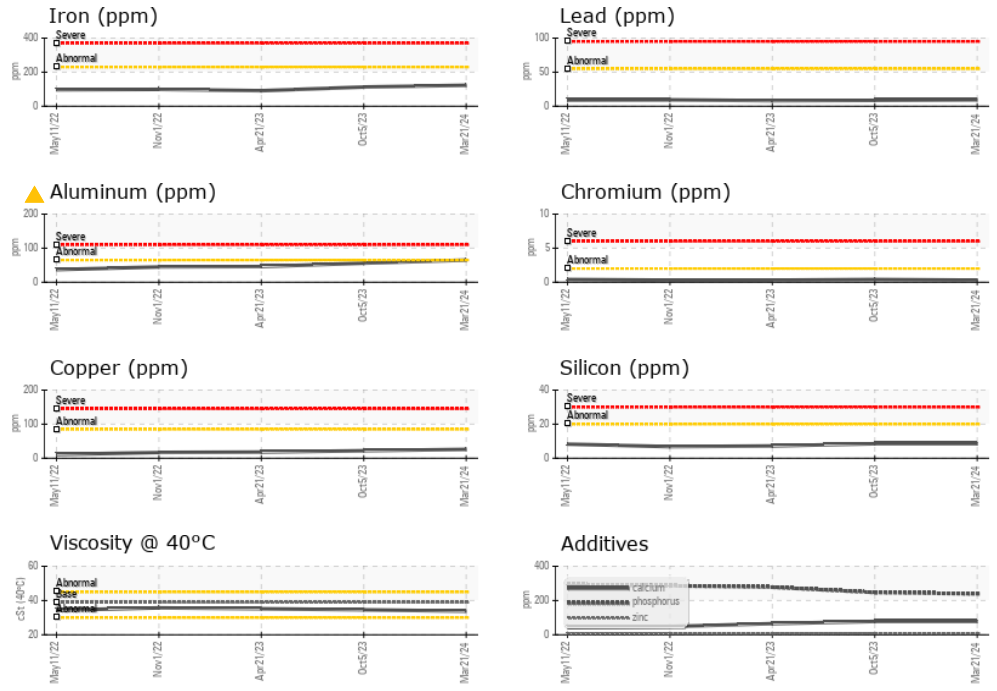 Iron (ppm)
400
200
0
ppm
Severe
Abnormal
May11/22
Nov1/22
Apr21/23
Oct5/23
Mar21/24
Lead (ppm)
100
50
0
ppm
Severe
Abnormal
May11/22
Nov1/22
Apr21/23
Oct5/23
Mar21/24
Aluminum (ppm)
200
100
0
ppm
Severe
Abnormal
May11/22
Nov1/22
Apr21/23
Oct5/23
Mar21/24
Chromium (ppm)
10
5
0
ppm
Severe
Abnormal
May11/22
Nov1/22
Apr21/23
Oct5/23
Mar21/24
Copper (ppm)
200
100
0
ppm
Severe
Abnormal
May11/22
Nov1/22
Apr21/23
Oct5/23
Mar21/24
Silicon (ppm)
40
20
0
ppm
Severe
Abnormal
May11/22
Nov1/22
Apr21/23
Oct5/23
Mar21/24
Viscosity @ 40°C
60
40
20
cSt (40°C)
Abnormal
Base
Abnormal
May11/22
Nov1/22
Apr21/23
Oct5/23
Mar21/24
Additives
400
200
0
ppm
calcium
phosphorus
zinc
May11/22
Nov1/22
Apr21/23
Oct5/23
Mar21/24